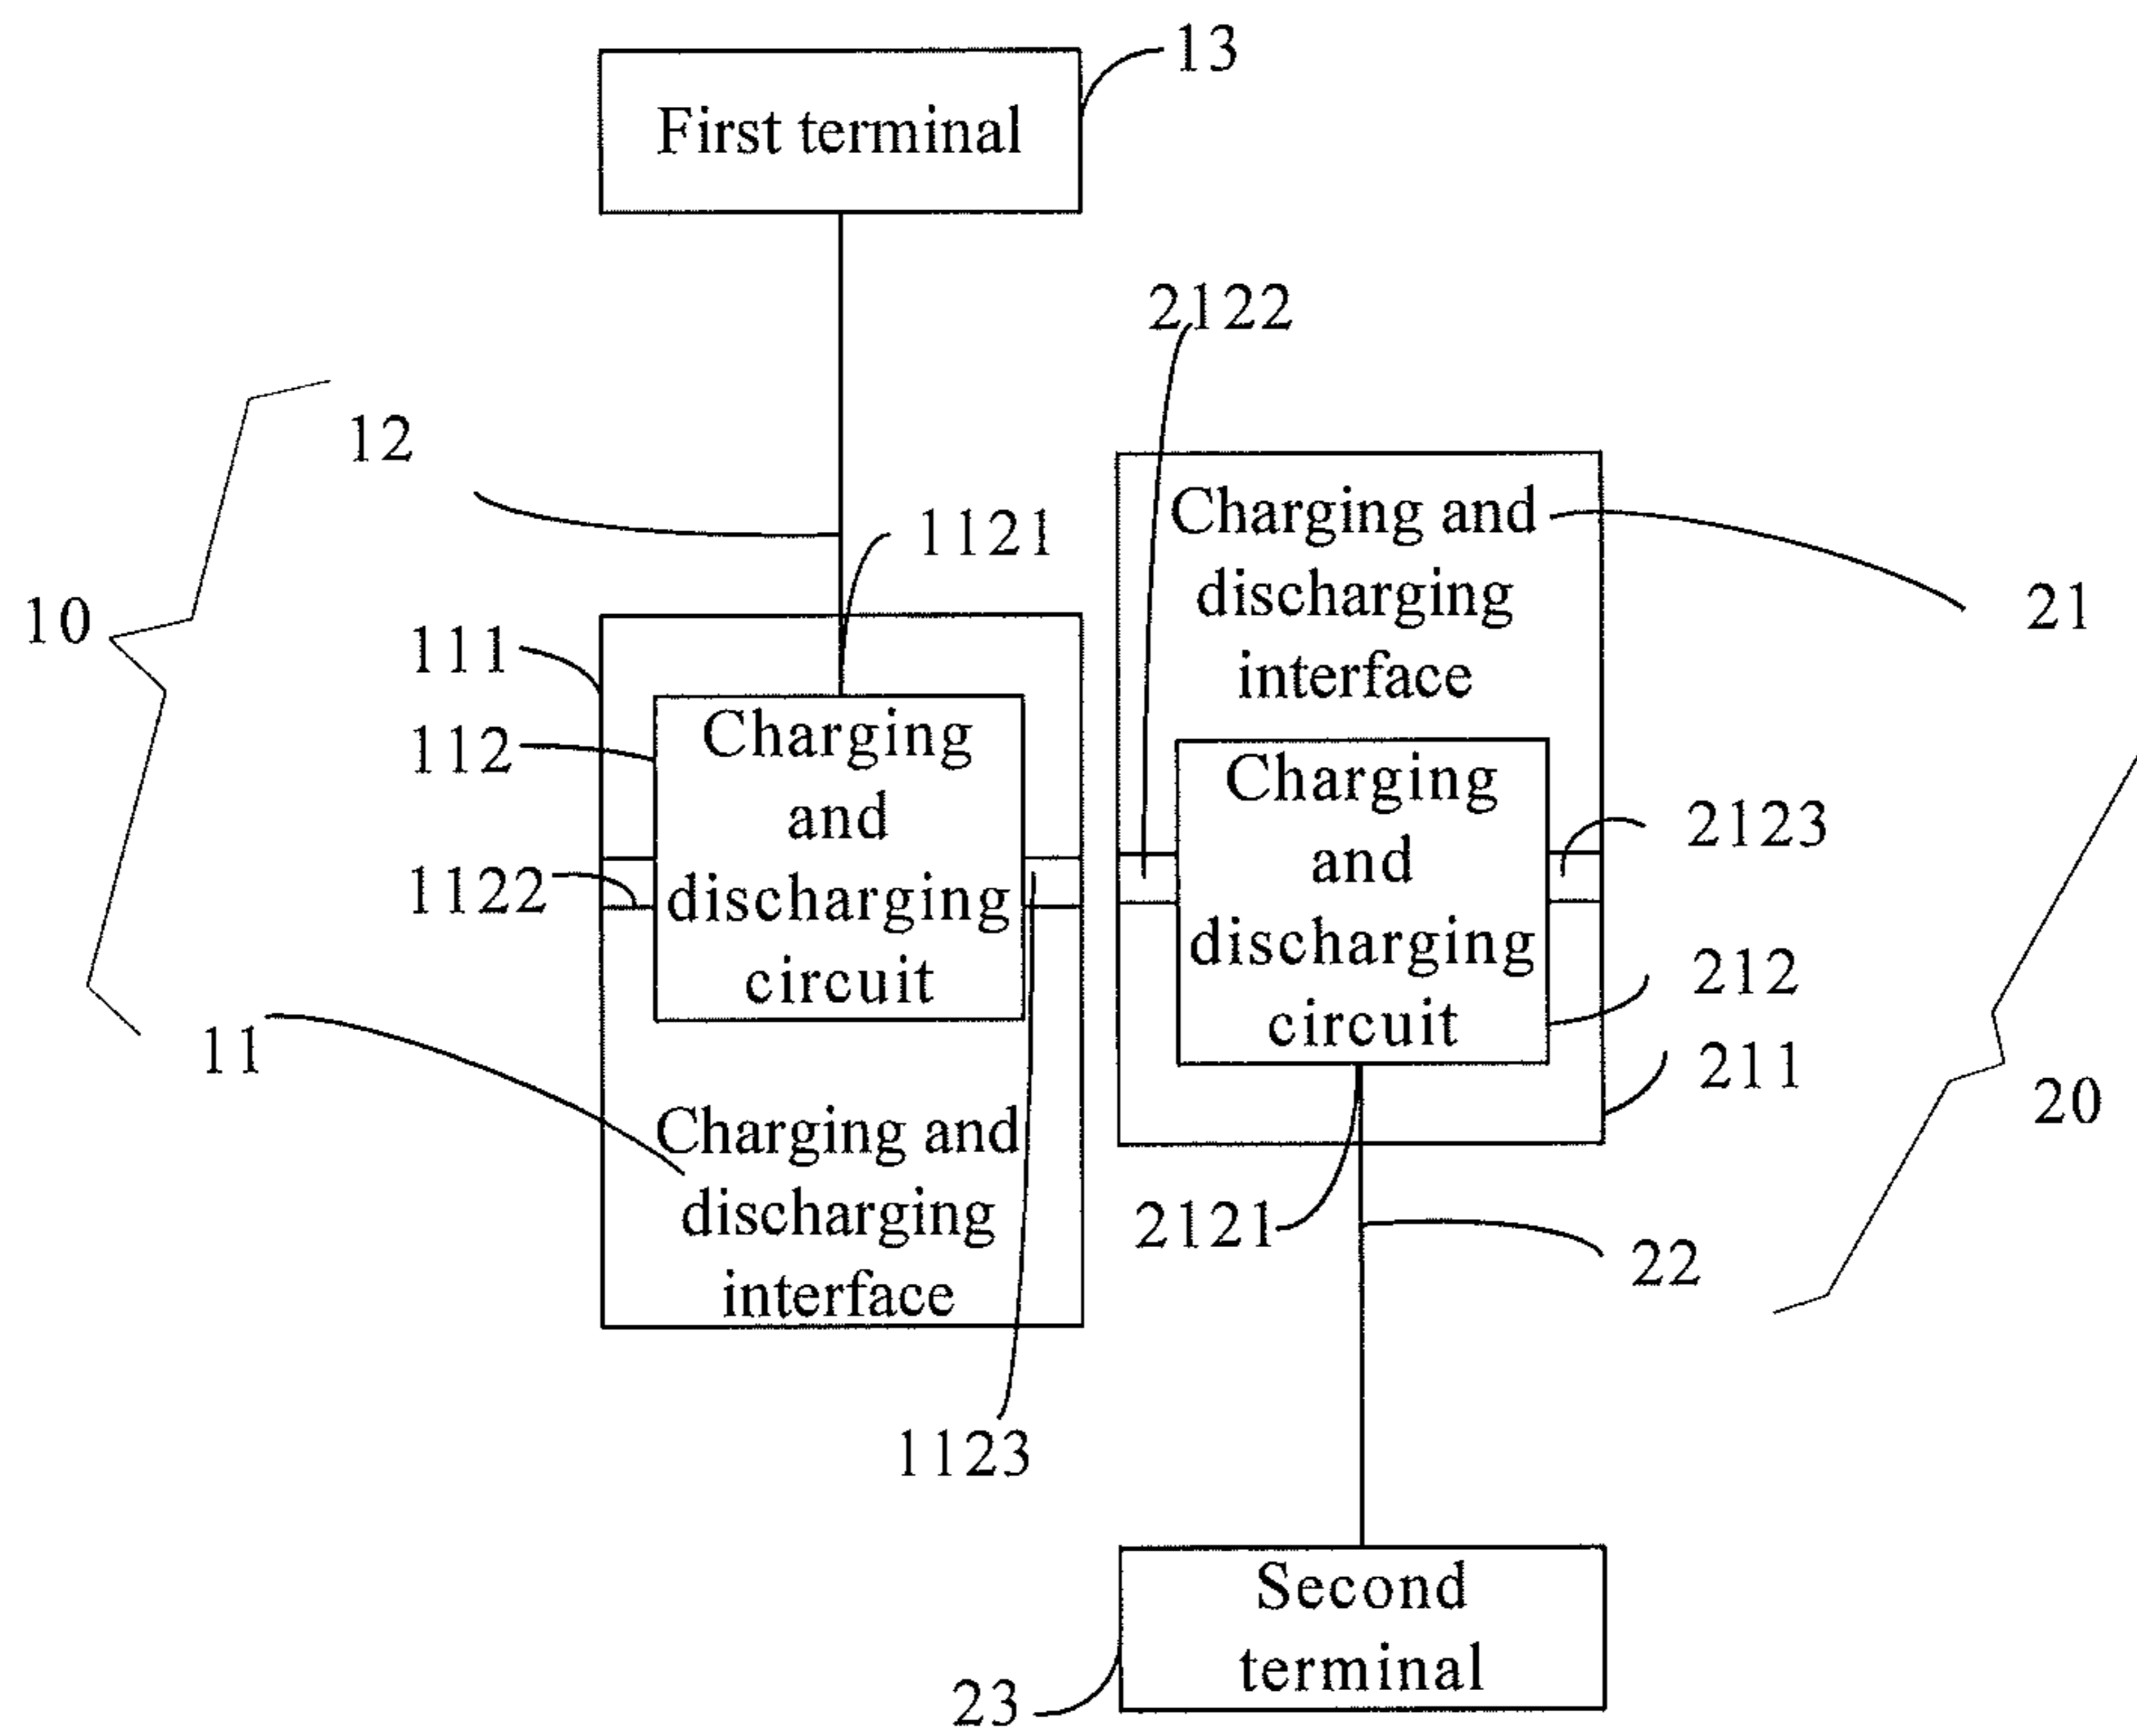 13
First terminal
2122
12
Charging and
discharging
interface
1121
21
10
111
112
Charging
and
discharging
circuit
1122
Charging
and
discharging
circuit
2123
212
211
20
11
Charging and
discharging
interface
2121
22
1123
Second
terminal
23